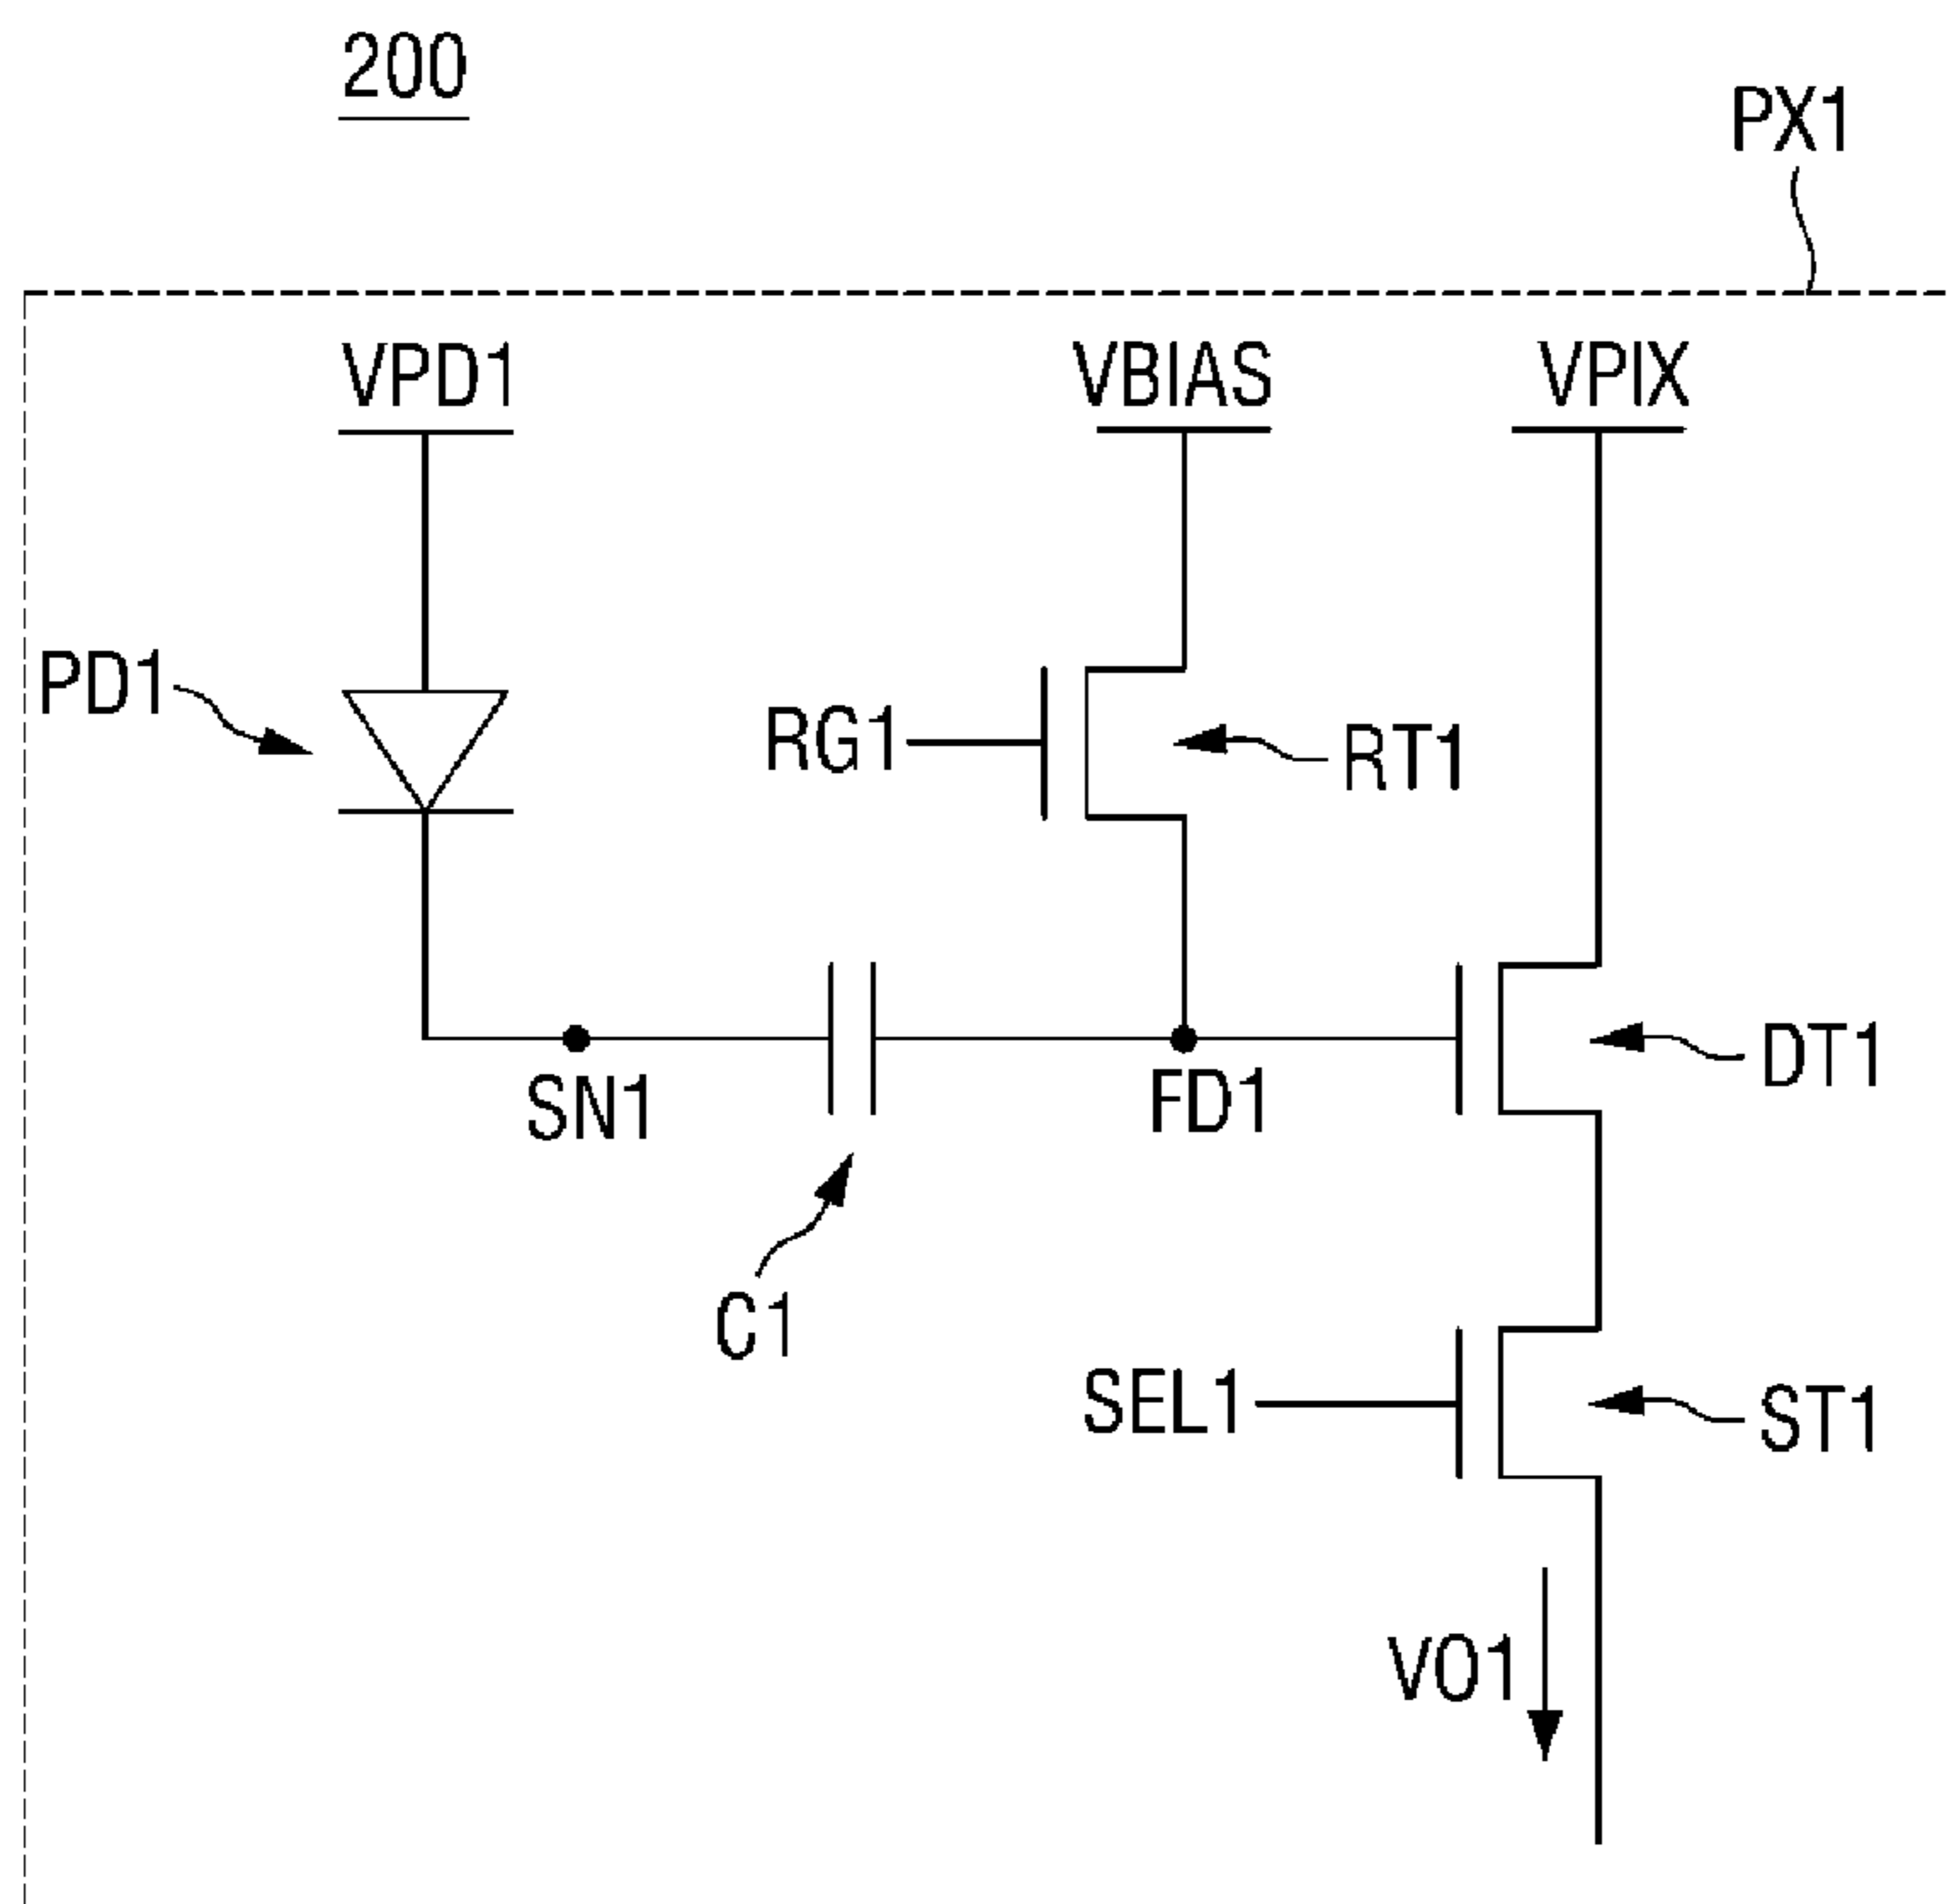 200
PX1
VPD1
VBIAS
VPIX
PD1
RG1
RT1
SN1
FD1
DT1
C1
SEL1
ST1
VO1